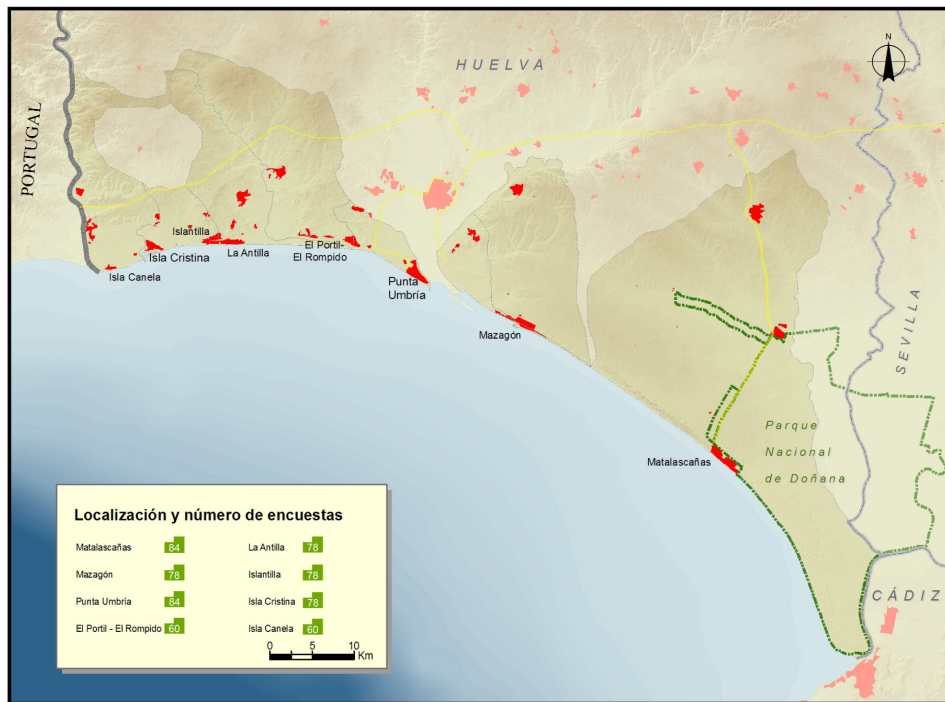 HUELVA
N
PORTUGAL
Islantilla
Isla Cristina
La Antilla
El Portil-
El Rompido
Isla Canela
Punta
Umbría
Mazagón
SEVILLA
Parque
Nacional
de Doñana
Matalascañas
CÁDIZ
Localización y número de encuestas
Matalascañas 84 La Antilla 78
Mazagón 78 Islantilla 78
Punta Umbría 84 Isla Cristina 78
El Portil - El Rompido 60 Isla Canela 60
0 5 10
Km